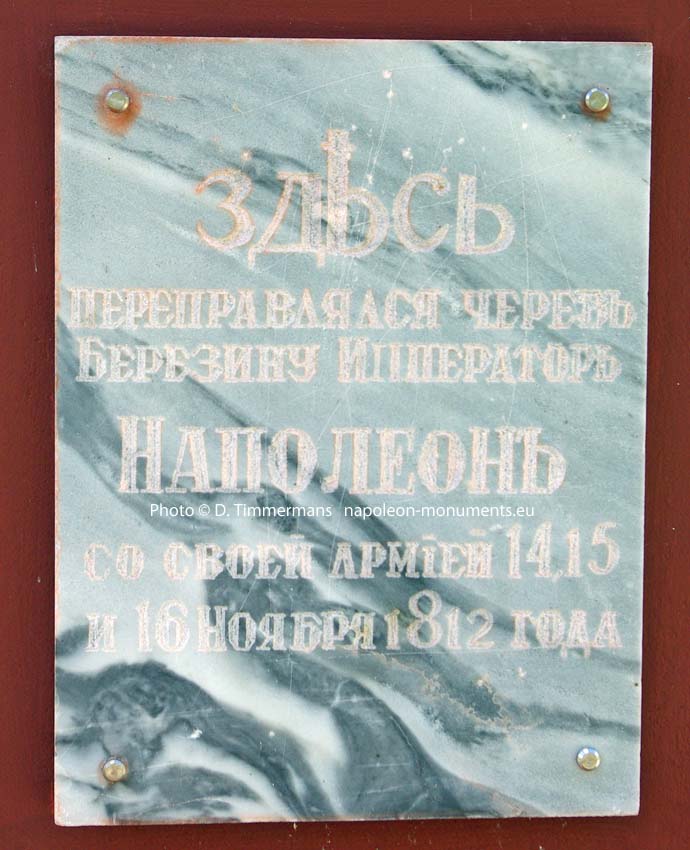 ЗДѢСЬ
ПЕРЕПРАВЛЯЛСЯ ЧЕРЕЗЪ
БЕРЕЗИНУ ИМПЕРАТОРЪ
НАПОЛЕОНЪ
Photo © D. Timmermans napoleon-monuments.eu
СО СВОЕЙ АРМІЕЙ 14,15
И 16 НОЯБРЯ 1812 ГОДА